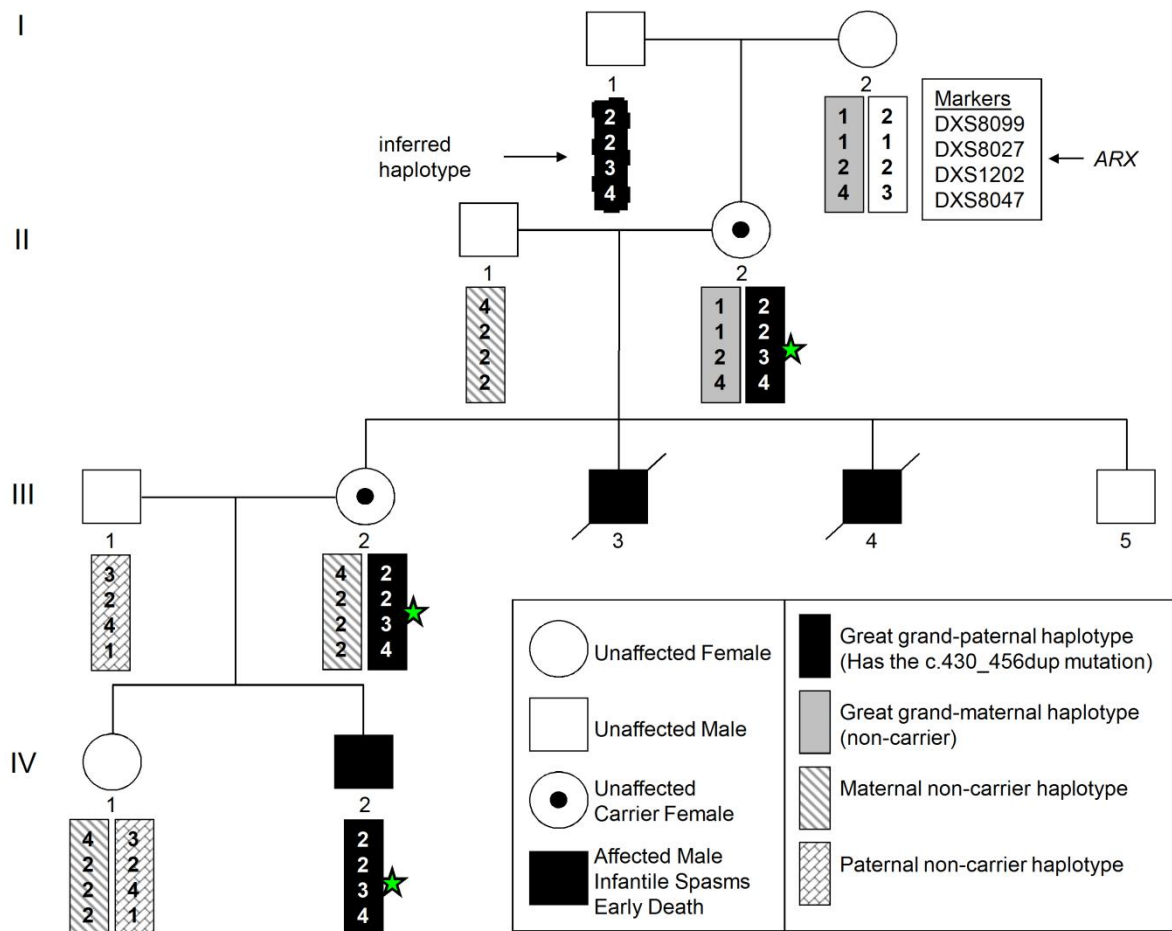 I
1
2
2
2
3
4
1
1
2
4
2
1
2
3
Markers
DXS8099
DXS8027
DXS1202
DXS8047
ARX
inferred
haplotype
II
1
2
4
2
2
2
1
1
2
4
2
2
3
4
III
1
2
3
4
5
3
2
4
1
4
2
2
2
2
2
3
4
IV
1
2
4
2
2
2
3
2
4
1
2
2
3
4
Unaffected Female
Unaffected Male
Unaffected
Carrier Female
Affected Male
Infantile Spasms
Early Death
Great grand-paternal haplotype
(Has the c.430_456dup mutation)
Great grand-maternal haplotype
(non-carrier)
Maternal non-carrier haplotype
Paternal non-carrier haplotype